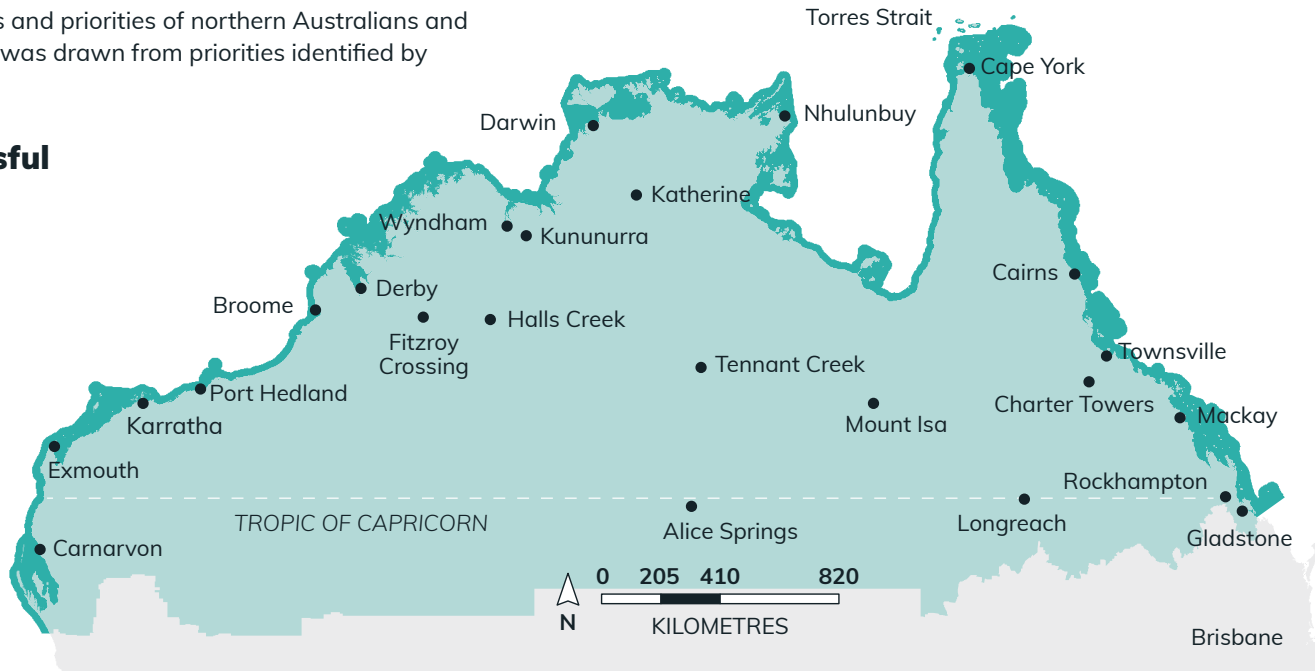 s and priorities of northern Australians and
was drawn from priorities identified by
sful
Torres Strait
Cape York
Nhulunbuy
Darwin
Katherine
Wyndham
Kununurra
Cairns
Derby
Broome
Halls Creek
Fitzroy
Crossing
Townsville
Tennant Creek
Port Hedland
Charter Towers
Mackay
Karratha
Mount Isa
Exmouth
Rockhampton
TROPIC OF CAPRICORN
Longreach
Alice Springs
Gladstone
Carnarvon
0 205 410 820
N
KILOMETRES
Brisbane